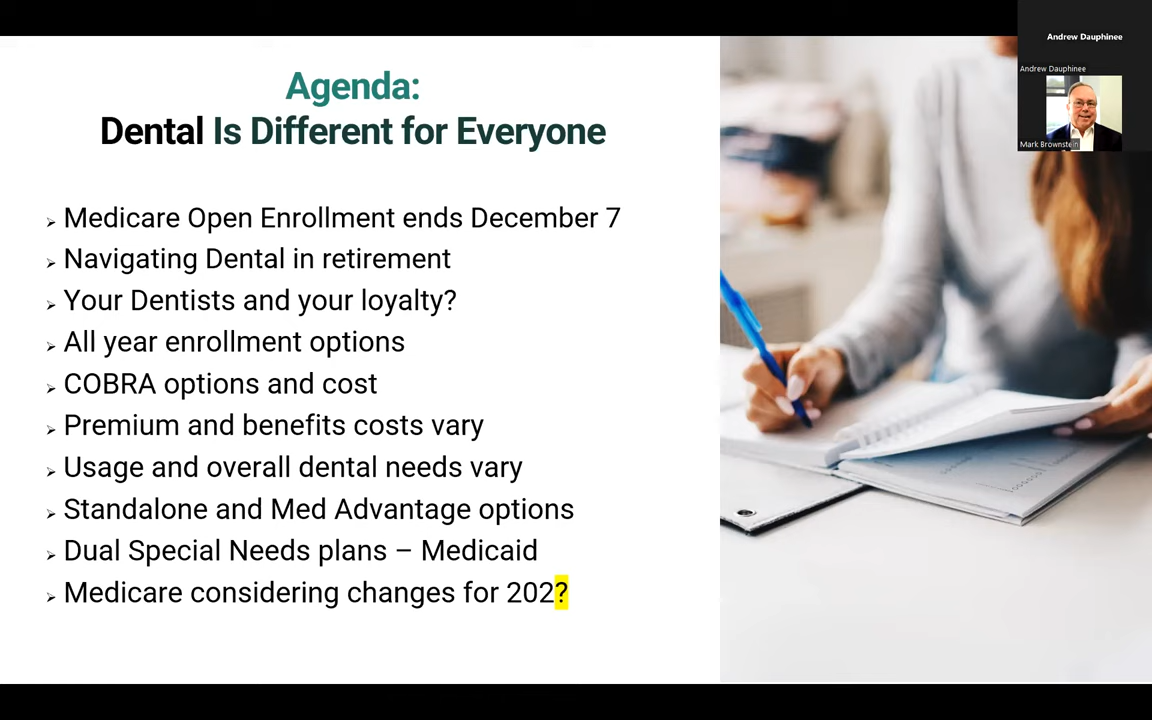 Agenda:
Dental Is Different for Everyone
Medicare Open Enrollment ends December 7
Navigating Dental in retirement
Your Dentists and your loyalty?
All year enrollment options
COBRA options and cost
Premium and benefits costs vary
Usage and overall dental needs vary
Standalone and Med Advantage options
Dual Special Needs plans – Medicaid
Medicare considering changes for 202?
Andrew Dauphinee
Andrew Dauphinee
Mark Brownstein